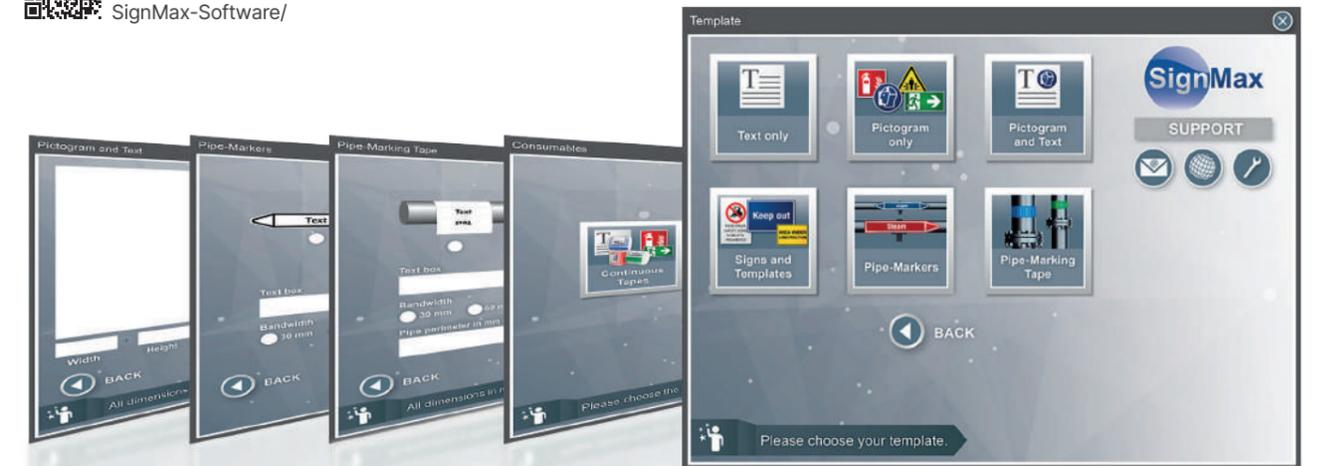 SignMax-Software/
Template
Text only
Pictogram
only
Pictogram
and Text
SignMax
SUPPORT
Keep out
Signs and
Templates
Steam
Pipe-Markers
Pipe-Marking
Tape
BACK
Please choose your template.
Pictogram and Text
Width
Height
BACK
All dimensions
Pipe-Markers
Text
Text box
Bandwidth
30 mm
BACK
Pipe-Marking Tape
Text
Text box
Bandwidth
30 mm
Pipe perimeter in mm
BACK
All dimensions in
Consumables
Continuous
Tapes
Please choose the